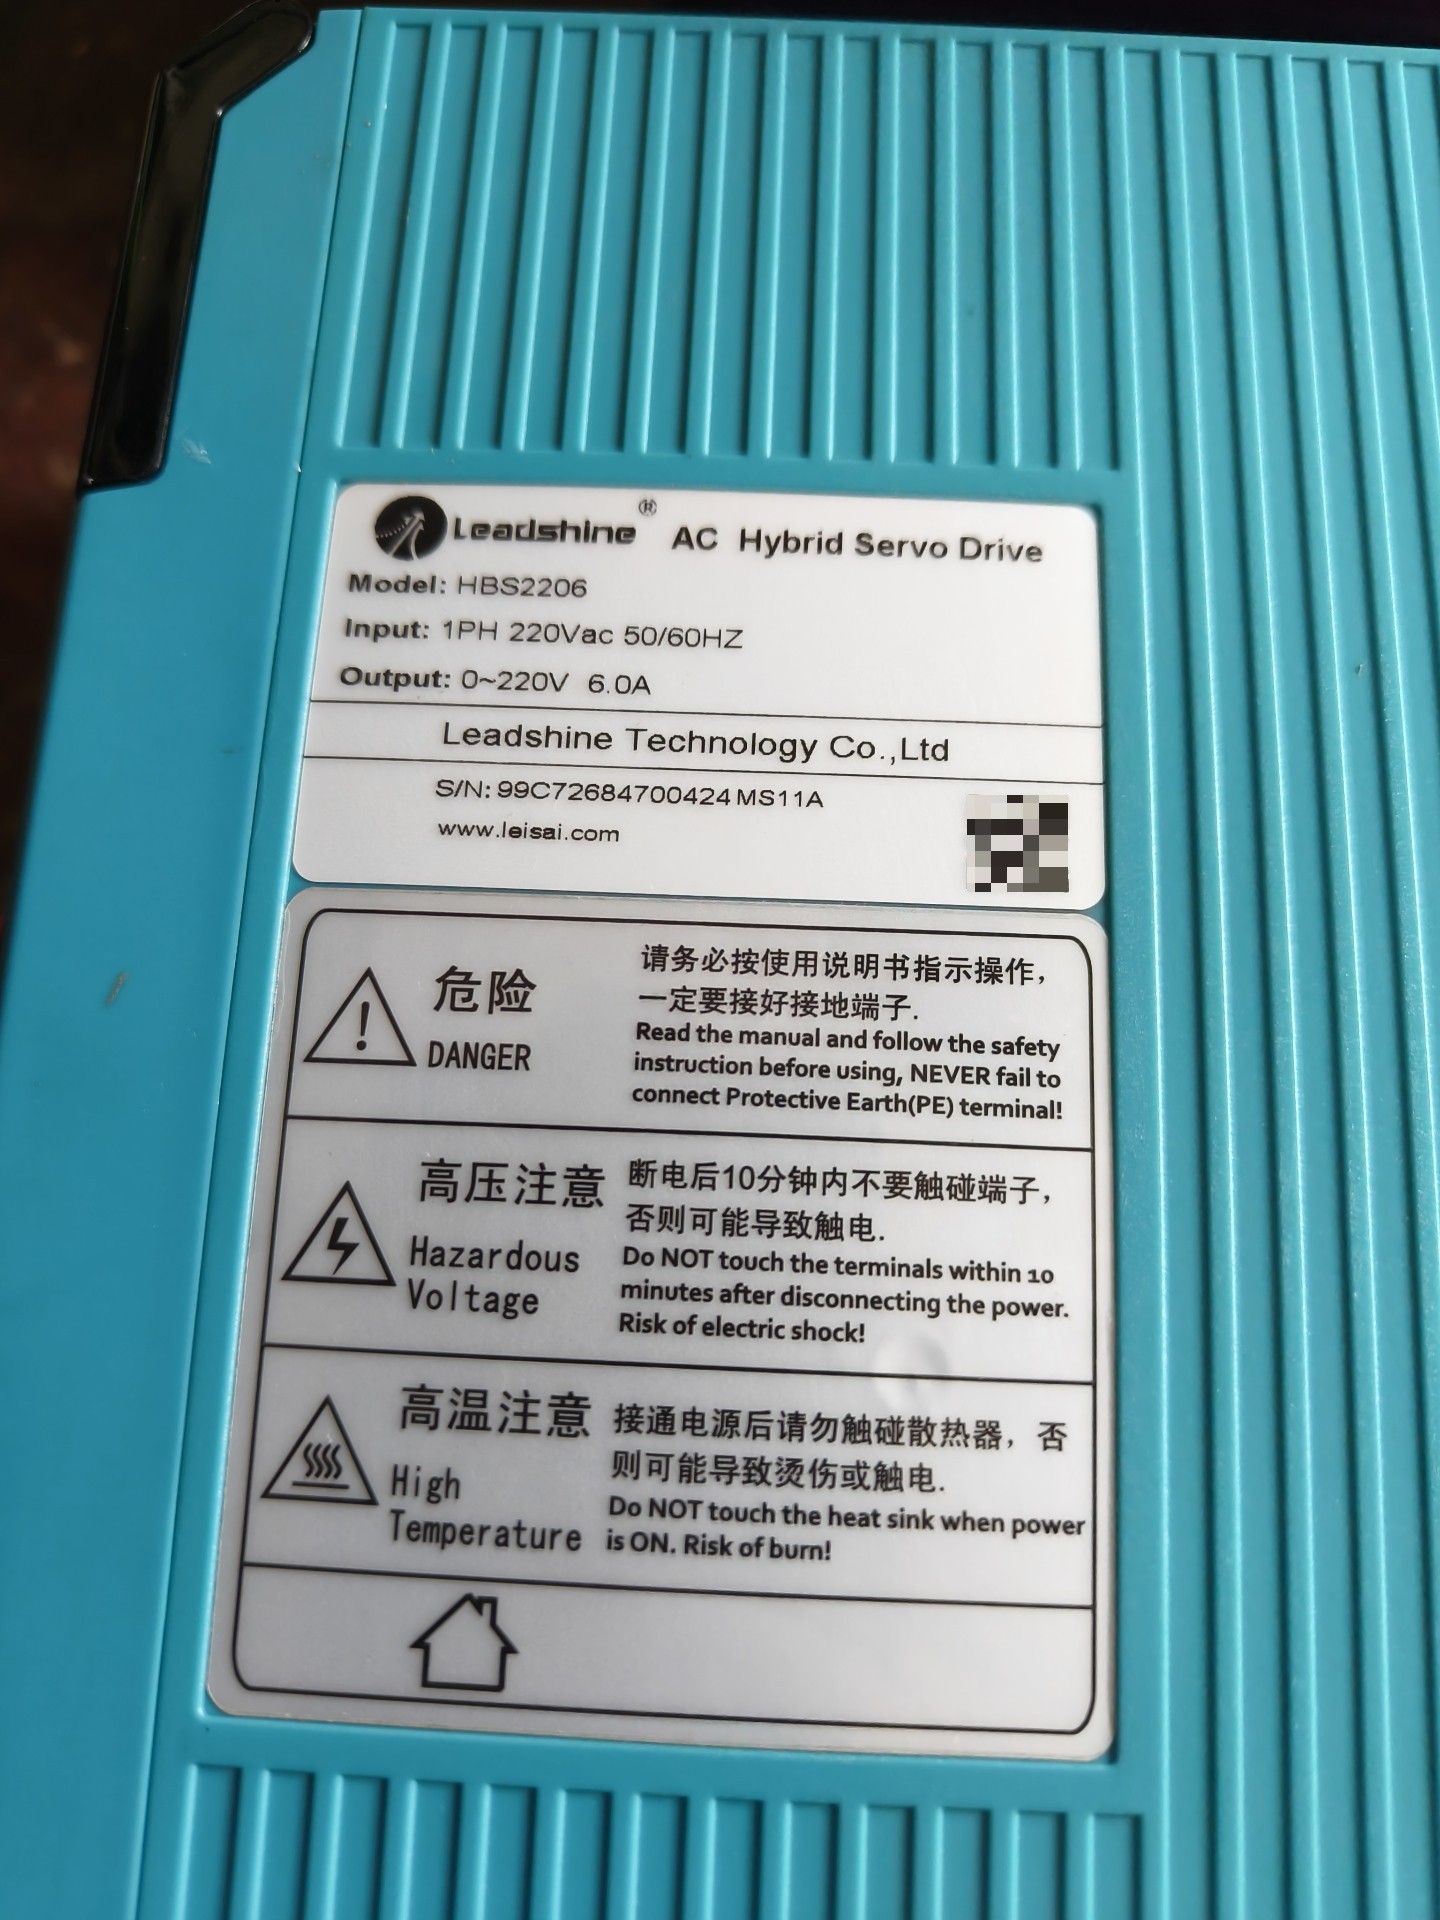 Leadshine® AC Hybrid Servo Drive
Model: HBS2206
Input: 1PH 220Vac 50/60HZ
Output: 0~220V 6.0A
Leadshine Technology Co.,Ltd
S/N: 99C72684700424 MS11A
www.leisai.com
危险
DANGER
请务必按使用说明书指示操作，
一定要接好接地端子.
Read the manual and follow the safety
instruction before using, NEVER fail to
connect Protective Earth(PE) terminal!
高压注意
Hazardous
Voltage
断电后10分钟内不要触碰端子，
否则可能导致触电.
Do NOT touch the terminals within 10
minutes after disconnecting the power.
Risk of electric shock!
高温注意
High
Temperature
接通电源后请勿触碰散热器，否
则可能导致烫伤或触电.
Do NOT touch the heat sink when power
is ON. Risk of burn!